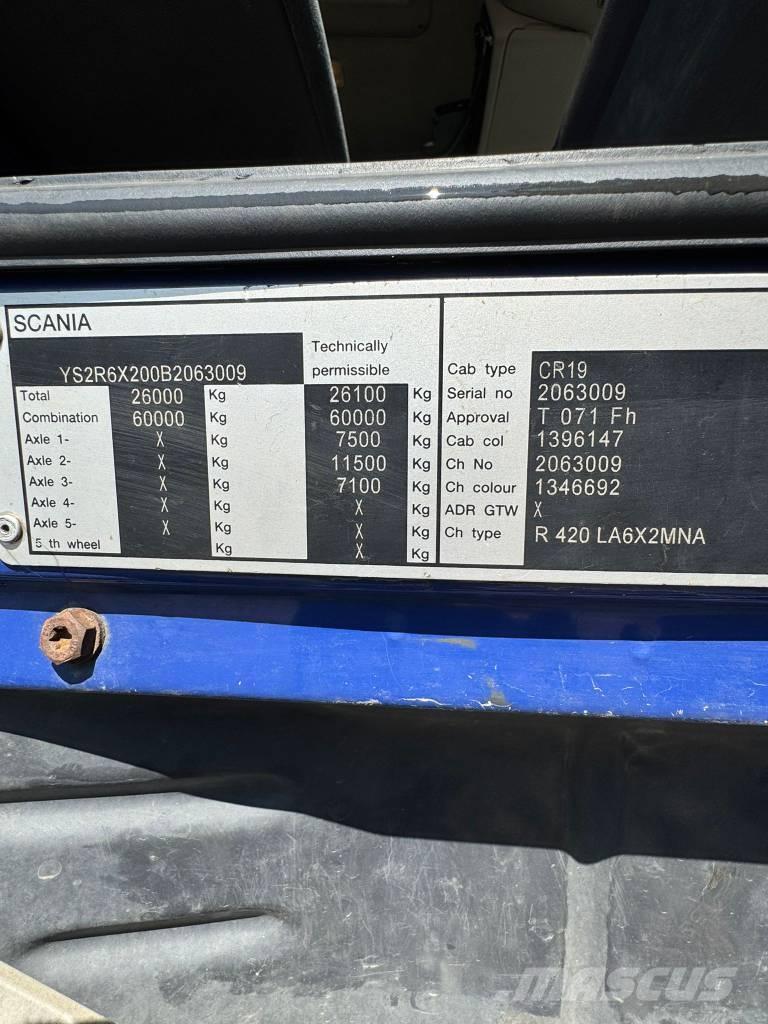 SCANIA
YS2R6X200B2063009
Technically
permissible
Total 26000 Kg 26100 Kg
Combination 60000 Kg 60000 Kg
Axle 1- X Kg 7500 Kg
Axle 2- X Kg 11500 Kg
Axle 3- X Kg 7100 Kg
Axle 4- X Kg X Kg
Axle 5- X Kg X Kg
5 th wheel Kg X Kg
Cab type CR19
Serial no 2063009
Approval T 071 Fh
Cab col 1396147
Ch No 2063009
Ch colour 1346692
ADR GTW X
Ch type R 420 LA6X2MNA
MASCUS